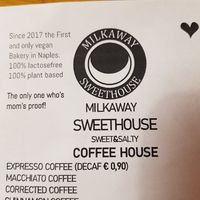 Since 2017 the First
and only vegan
Bakery in Naples.
100% lactosefree
100% plant based
The only one who's
mom's proof!
MILKAWAY
SWEETHOUSE
MILKAWAY
SWEETHOUSE
SWEET&SALTY
COFFEE HOUSE
EXPRESSO COFFEE (DECAF € 0,90)
MACCHIATO COFFEE
CORRECTED COFFEE